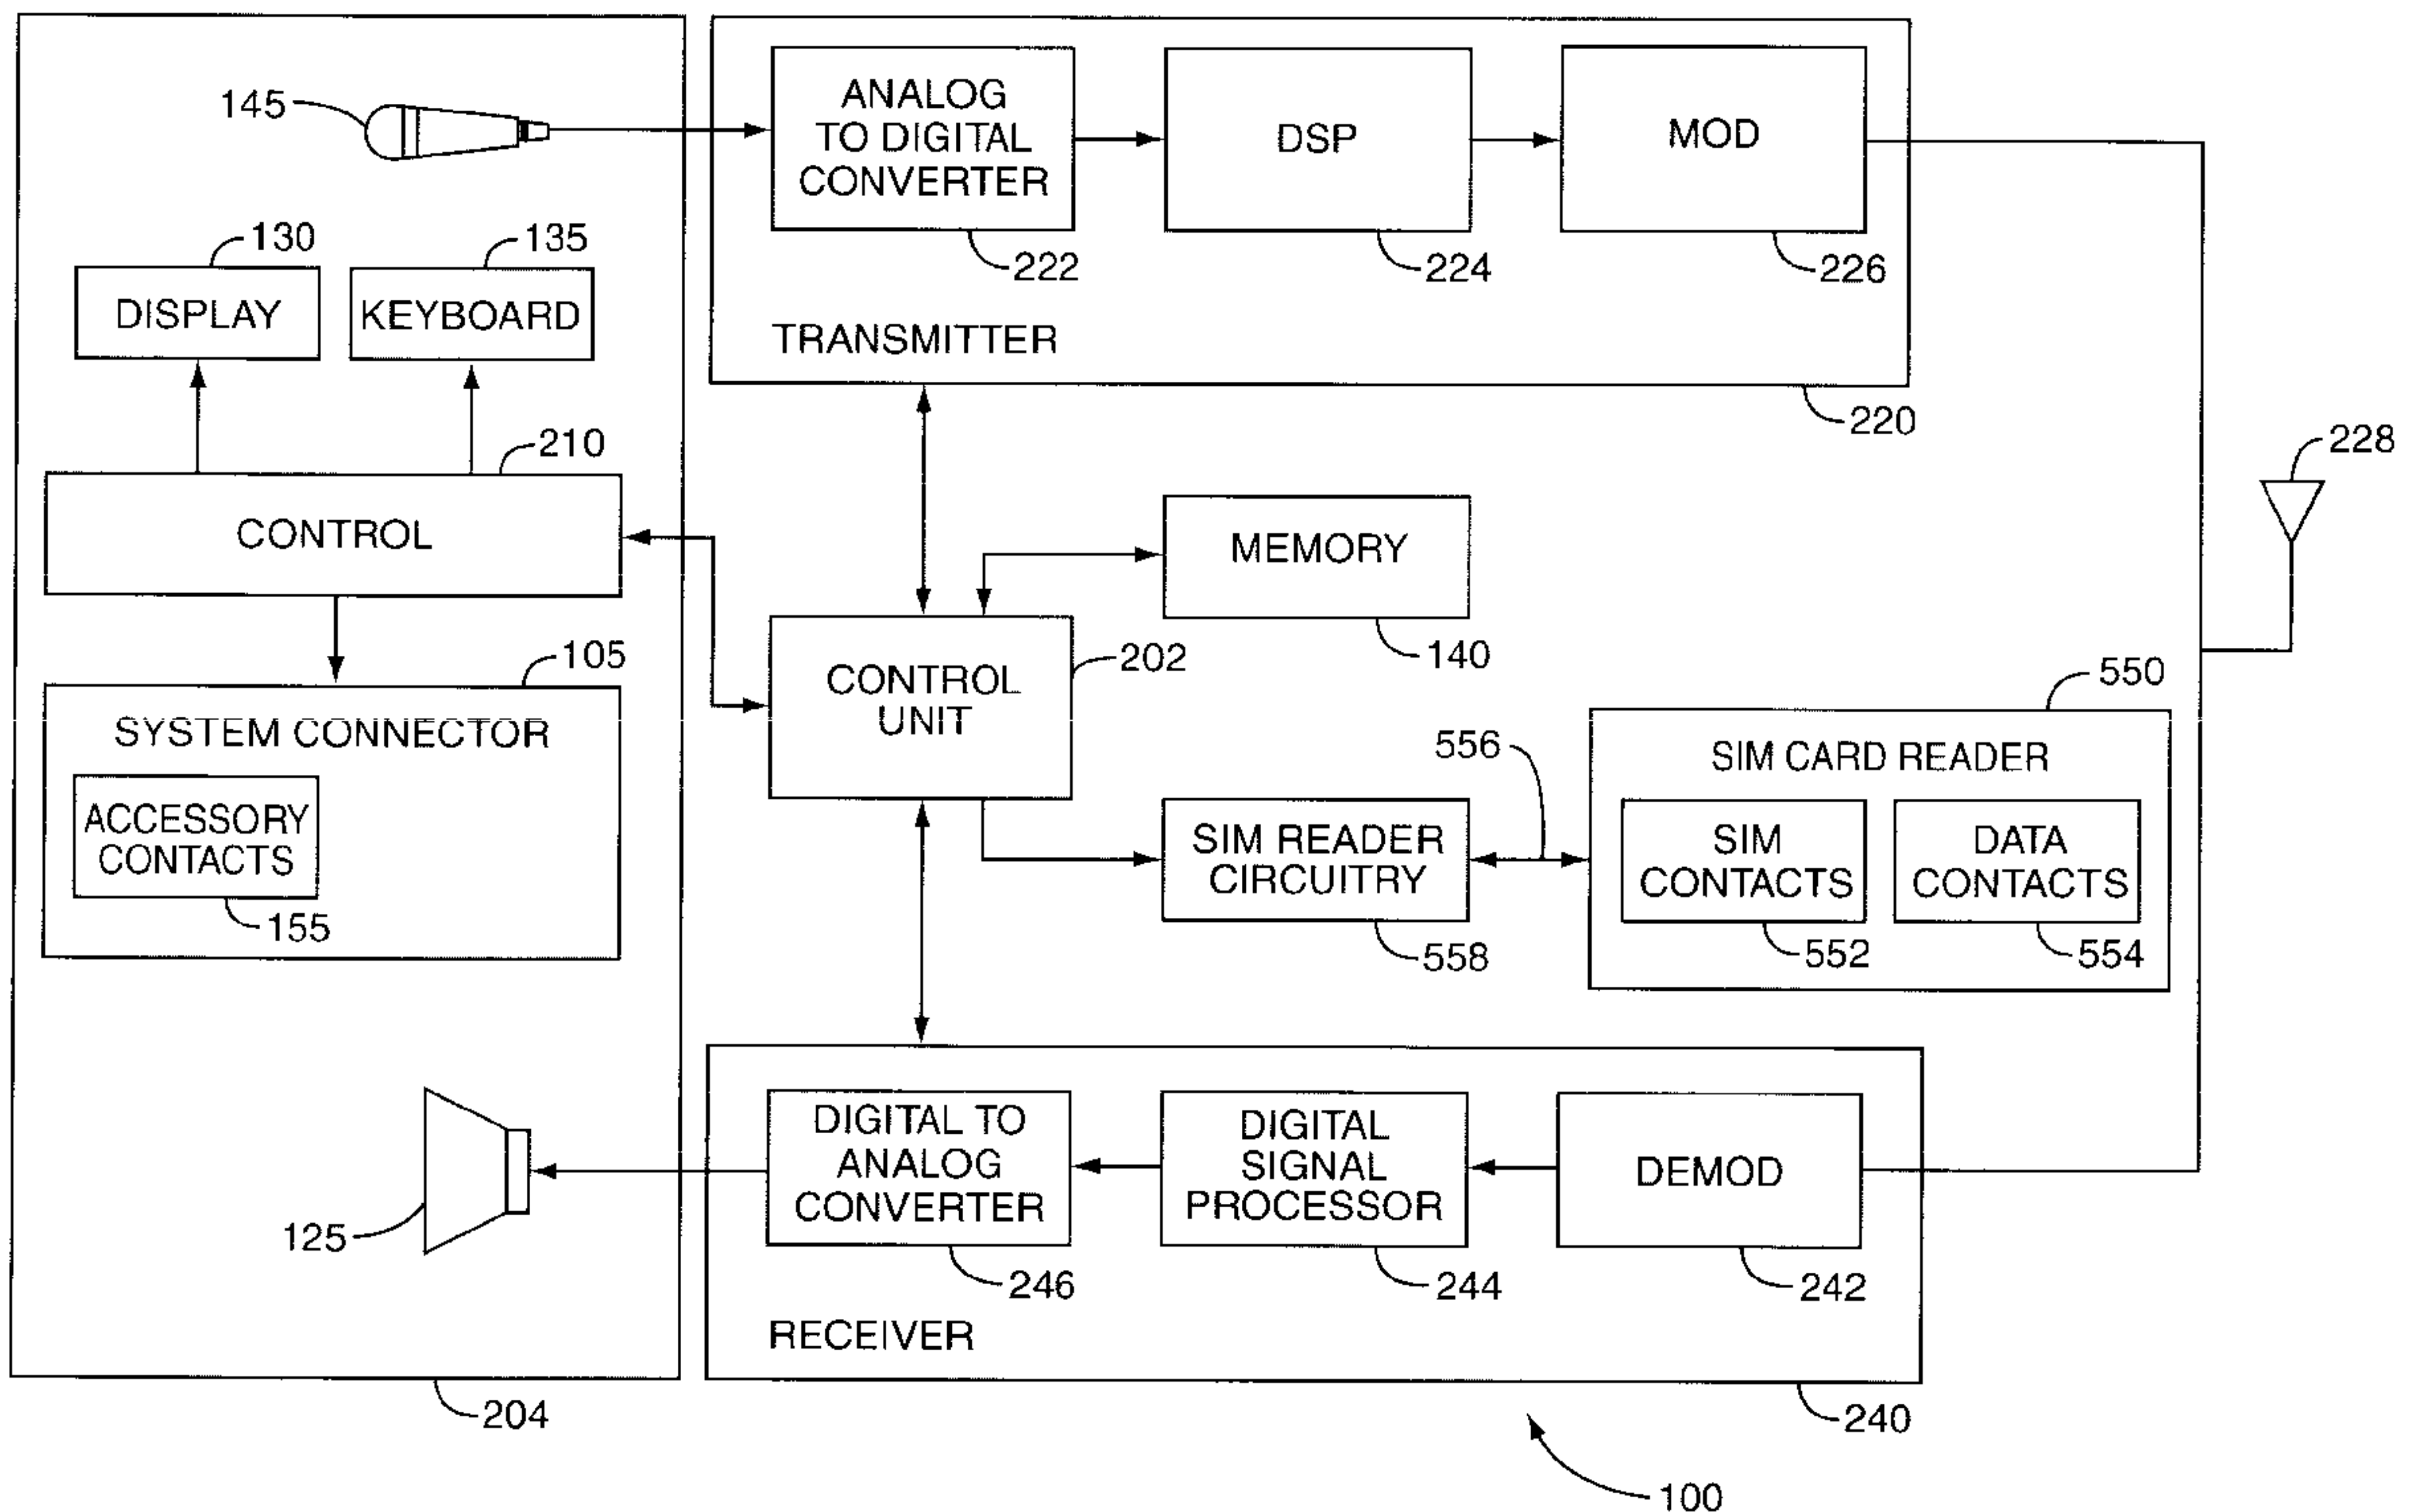 145
ANALOG
TO DIGITAL
CONVERTER
222
DSP
224
MOD
226
TRANSMITTER
220
130
DISPLAY
135
KEYBOARD
210
CONTROL
105
SYSTEM CONNECTOR
ACCESSORY
CONTACTS
155
CONTROL
UNIT
202
MEMORY
140
228
SIM READER
CIRCUITRY
558
556
550
SIM CARD READER
SIM
CONTACTS
552
DATA
CONTACTS
554
125
DIGITAL TO
ANALOG
CONVERTER
246
DIGITAL
SIGNAL
PROCESSOR
244
DEMOD
242
RECEIVER
240
204
100